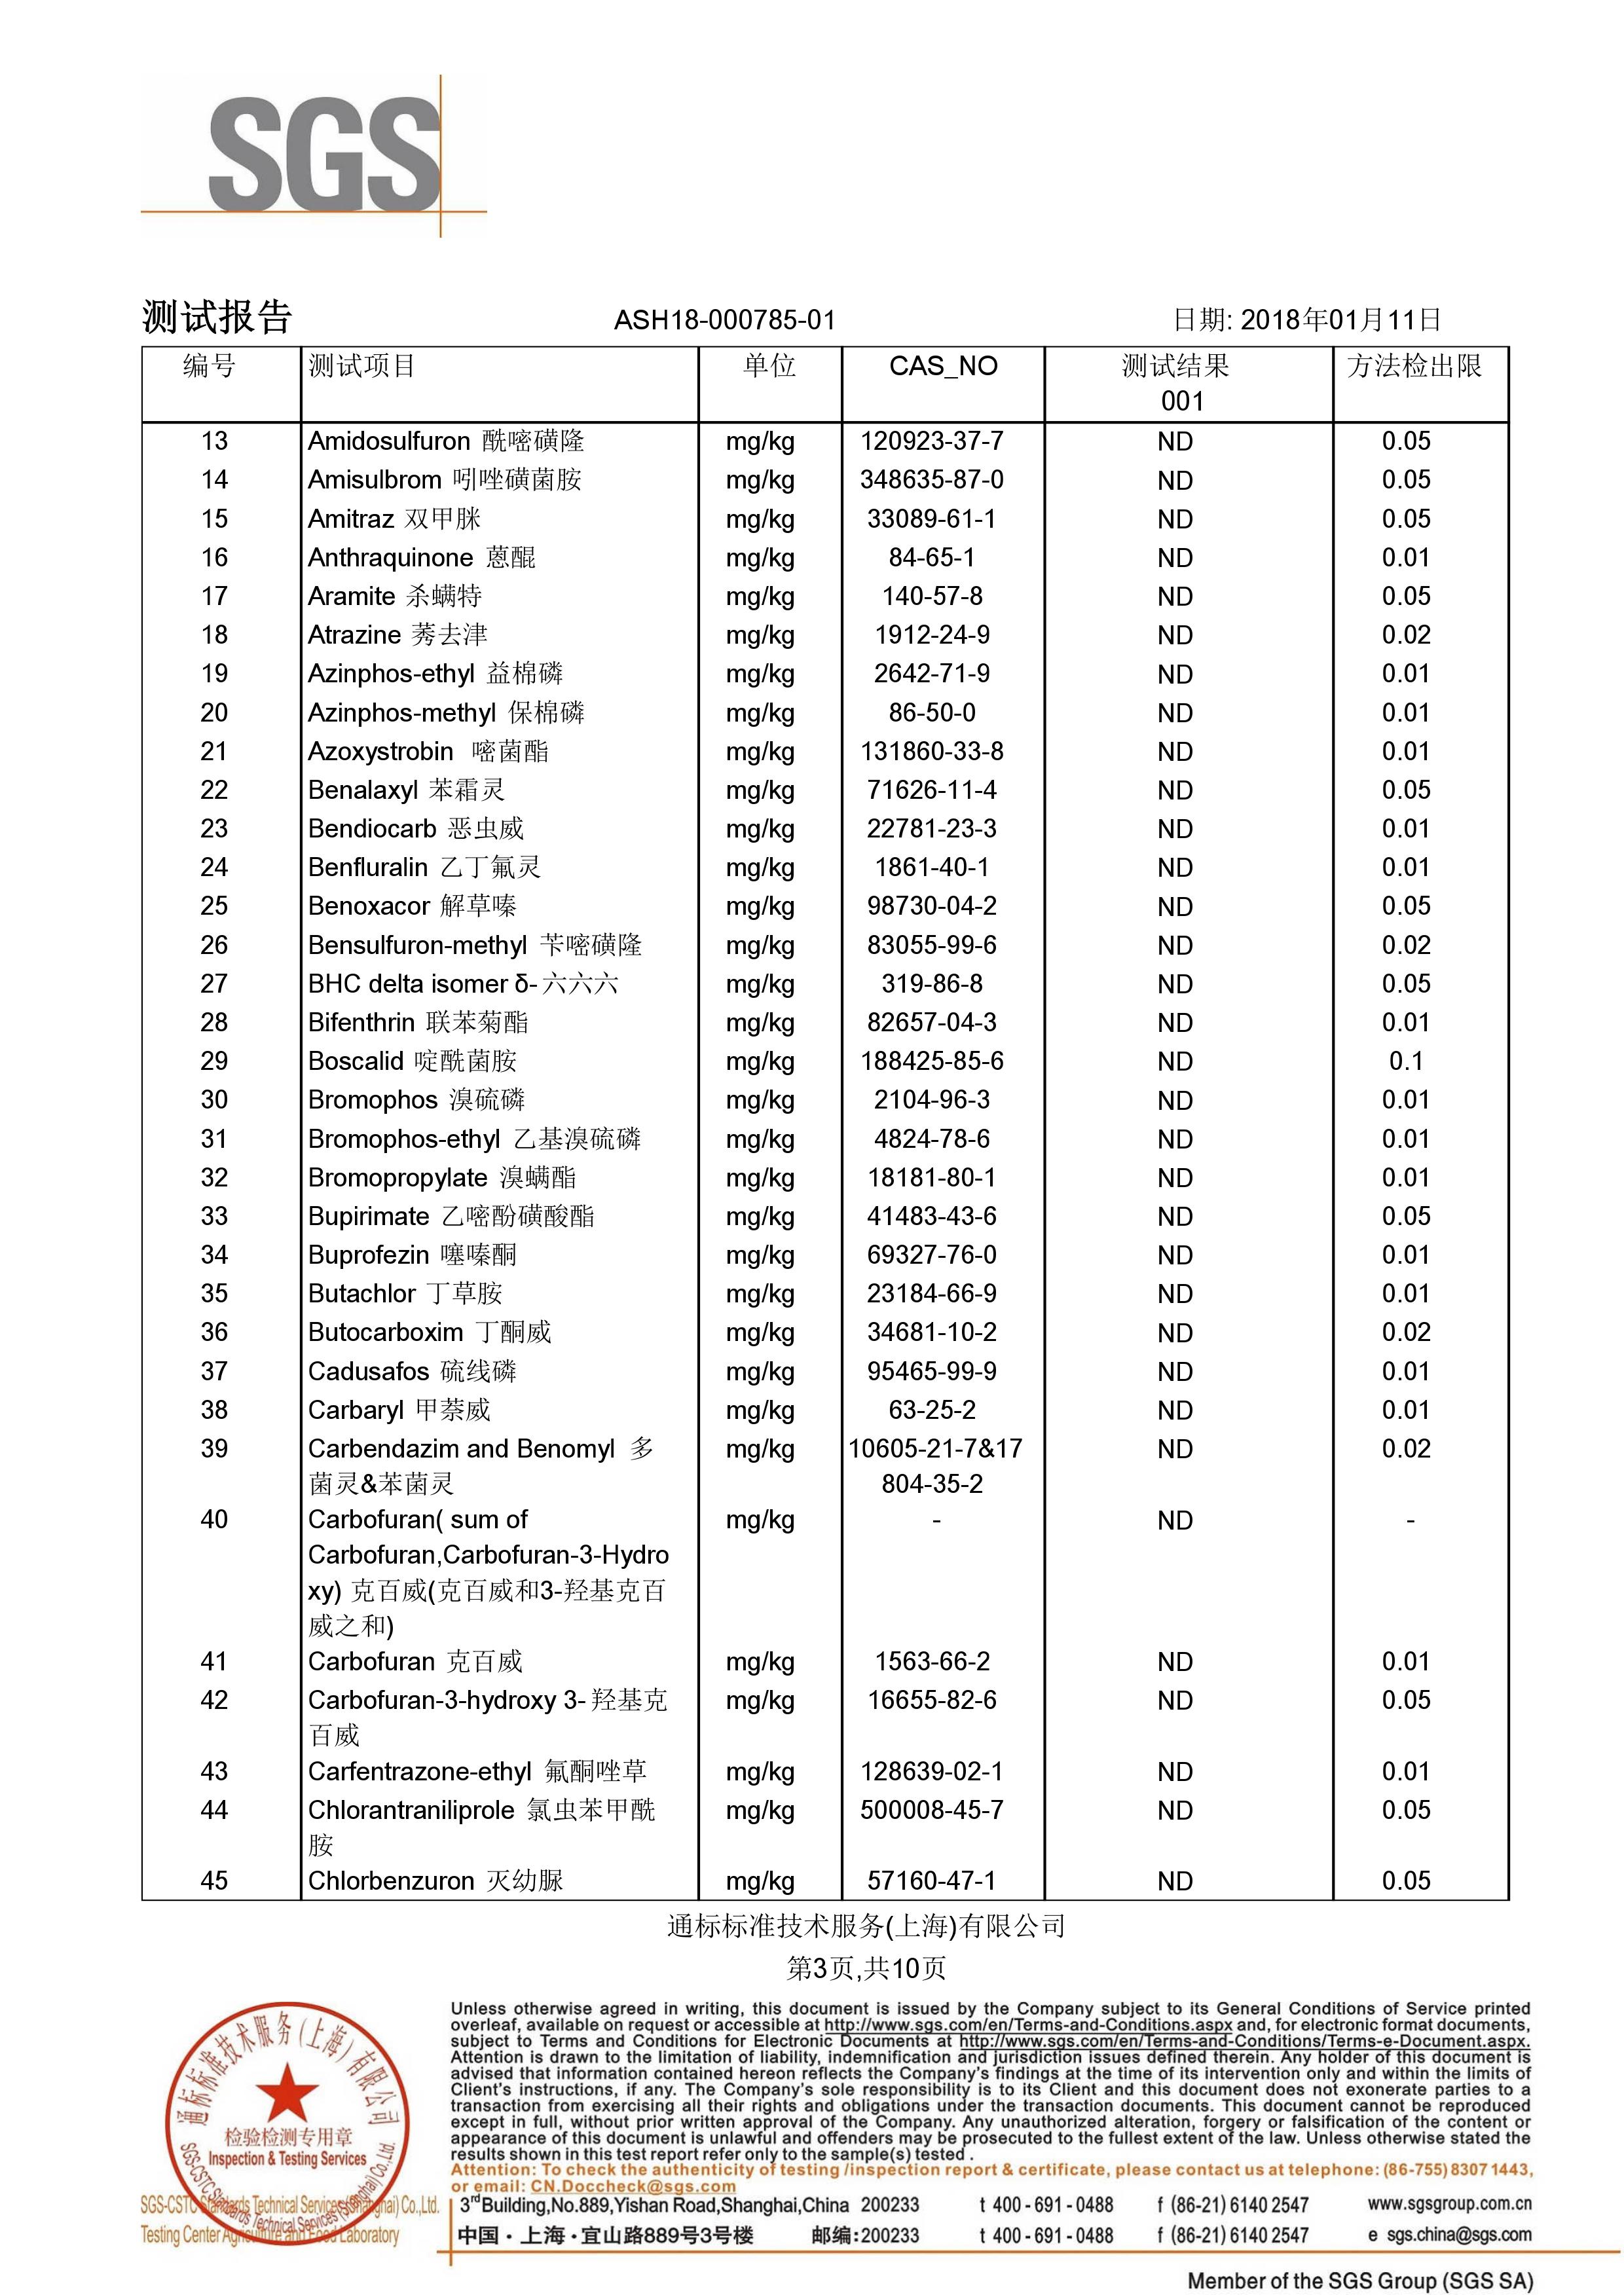 SGS
测试报告 ASH18-000785-01 日期: 2018年01月11日
编号 测试项目 单位 CAS_NO 测试结果 方法检出限
001
13 Amidosulfuron 酰嘧磺隆 mg/kg 120923-37-7 ND 0.05
14 Amisulbrom 吲唑磺菌胺 mg/kg 348635-87-0 ND 0.05
15 Amitraz 双甲脒 mg/kg 33089-61-1 ND 0.05
16 Anthraquinone 蒽醌 mg/kg 84-65-1 ND 0.01
17 Aramite 杀螨特 mg/kg 140-57-8 ND 0.05
18 Atrazine 莠去津 mg/kg 1912-24-9 ND 0.02
19 Azinphos-ethyl 益棉磷 mg/kg 2642-71-9 ND 0.01
20 Azinphos-methyl 保棉磷 mg/kg 86-50-0 ND 0.01
21 Azoxystrobin 嘧菌酯 mg/kg 131860-33-8 ND 0.01
22 Benalaxyl 苯霜灵 mg/kg 71626-11-4 ND 0.05
23 Bendiocarb 恶虫威 mg/kg 22781-23-3 ND 0.01
24 Benfluralin 乙丁氟灵 mg/kg 1861-40-1 ND 0.01
25 Benoxacor 解草嗪 mg/kg 98730-04-2 ND 0.05
26 Bensulfuron-methyl 苄嘧磺隆 mg/kg 83055-99-6 ND 0.02
27 BHC delta isomer δ-六六六 mg/kg 319-86-8 ND 0.05
28 Bifenthrin 联苯菊酯 mg/kg 82657-04-3 ND 0.01
29 Boscalid 啶酰菌胺 mg/kg 188425-85-6 ND 0.1
30 Bromophos 溴硫磷 mg/kg 2104-96-3 ND 0.01
31 Bromophos-ethyl 乙基溴硫磷 mg/kg 4824-78-6 ND 0.01
32 Bromopropylate 溴螨酯 mg/kg 18181-80-1 ND 0.01
33 Bupirimate 乙嘧酚磺酸酯 mg/kg 41483-43-6 ND 0.05
34 Buprofezin 噻嗪酮 mg/kg 69327-76-0 ND 0.01
35 Butachlor 丁草胺 mg/kg 23184-66-9 ND 0.01
36 Butocarboxim 丁酮威 mg/kg 34681-10-2 ND 0.02
37 Cadusafos 硫线磷 mg/kg 95465-99-9 ND 0.01
38 Carbaryl 甲萘威 mg/kg 63-25-2 ND 0.01
39 Carbendazim and Benomyl 多 mg/kg 10605-21-7&17 ND 0.02
菌灵&苯菌灵 804-35-2
40 Carbofuran( sum of mg/kg - ND -
Carbofuran,Carbofuran-3-Hydro
xy) 克百威(克百威和3-羟基克百
威之和)
41 Carbofuran 克百威 mg/kg 1563-66-2 ND 0.01
42 Carbofuran-3-hydroxy 3-羟基克 mg/kg 16655-82-6 ND 0.05
百威
43 Carfentrazone-ethyl 氟酮唑草 mg/kg 128639-02-1 ND 0.01
44 Chlorantraniliprole 氯虫苯甲酰 mg/kg 500008-45-7 ND 0.05
胺
45 Chlorbenzuron 灭幼脲 mg/kg 57160-47-1 ND 0.05
通标标准技术服务(上海)有限公司
第3页,共10页
通标标准技术服务(上海)有限公司
检验检测专用章
Inspection & Testing Services
SGS-CSTC Standards Technical Services (Shanghai) Co.,Ltd.
Unless otherwise agreed in writing, this document is issued by the Company subject to its General Conditions of Service printed
overleaf, available on request or accessible at http://www.sgs.com/en/Terms-and-Conditions.aspx and, for electronic format documents,
subject to Terms and Conditions for Electronic Documents at http://www.sgs.com/en/Terms-and-Conditions/Terms-e-Document.aspx.
Attention is drawn to the limitation of liability, indemnification and jurisdiction issues defined therein. Any holder of this document is
advised that information contained hereon reflects the Company's findings at the time of its intervention only and within the limits of
Client's instructions, if any. The Company's sole responsibility is to its Client and this document does not exonerate parties to a
transaction from exercising all their rights and obligations under the transaction documents. This document cannot be reproduced
except in full, without prior written approval of the Company. Any unauthorized alteration, forgery or falsification of the content or
appearance of this document is unlawful and offenders may be prosecuted to the fullest extent of the law. Unless otherwise stated the
results shown in this test report refer only to the sample(s) tested .
Attention: To check the authenticity of testing /inspection report & certificate, please contact us at telephone: (86-755) 8307 1443,
or email: CN.Doccheck@sgs.com
SGS-CSTC Standards Technical Services (Shanghai) Co.,Ltd.
Testing Center Agriculture and Food Laboratory
3rd Building,No.889,Yishan Road,Shanghai,China 200233 t 400-691-0488 f (86-21) 6140 2547 www.sgsgroup.com.cn
中国·上海·宜山路889号3号楼 邮编:200233 t 400-691-0488 f (86-21) 6140 2547 e sgs.china@sgs.com
Member of the SGS Group (SGS SA)